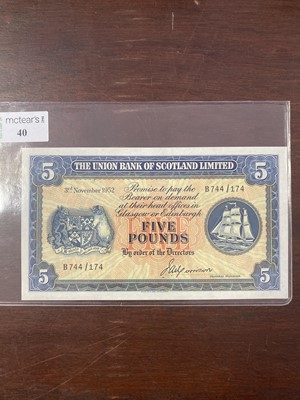 mctear's
40
5 THE UNION BANK OF SCOTLAND LIMITED 5
3rd November 1952
Promise to pay the
Bearer on demand
at their head offices in
Glasgow or Edinburgh
B 744/174
FIVE
POUNDS
By order of the Directors
B 744/174
5 5